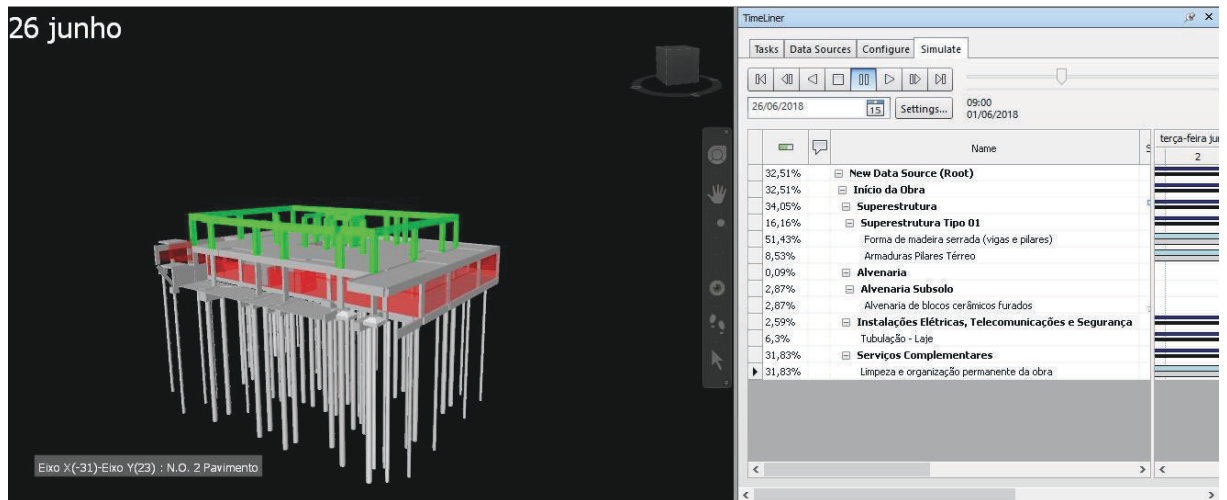 26 junho
TimeLiner
Tasks Data Sources Configure Simulate
26/06/2018 15 Settings... 09:00
01/06/2018
Name
terça-feira
2
32,51% New Data Source (Root)
32,51% Início da Obra
34,05% Superestrutura
16,16% Superestrutura Tipo 01
51,43% Forma de madeira serrada (vigas e pilares)
8,53% Armaduras Pilares Térreo
0,09% Alvenaria
2,87% Alvenaria Subsolo
2,87% Alvenaria de blocos cerâmicos furados
2,59% Instalações Elétricas, Telecomunicações e Segurança
6,3% Tubulação - Laje
31,83% Serviços Complementares
31,83% Limpeza e organização permanente da obra
Eixo X(-31)-Eixo Y(23) : N.O. 2 Pavimento